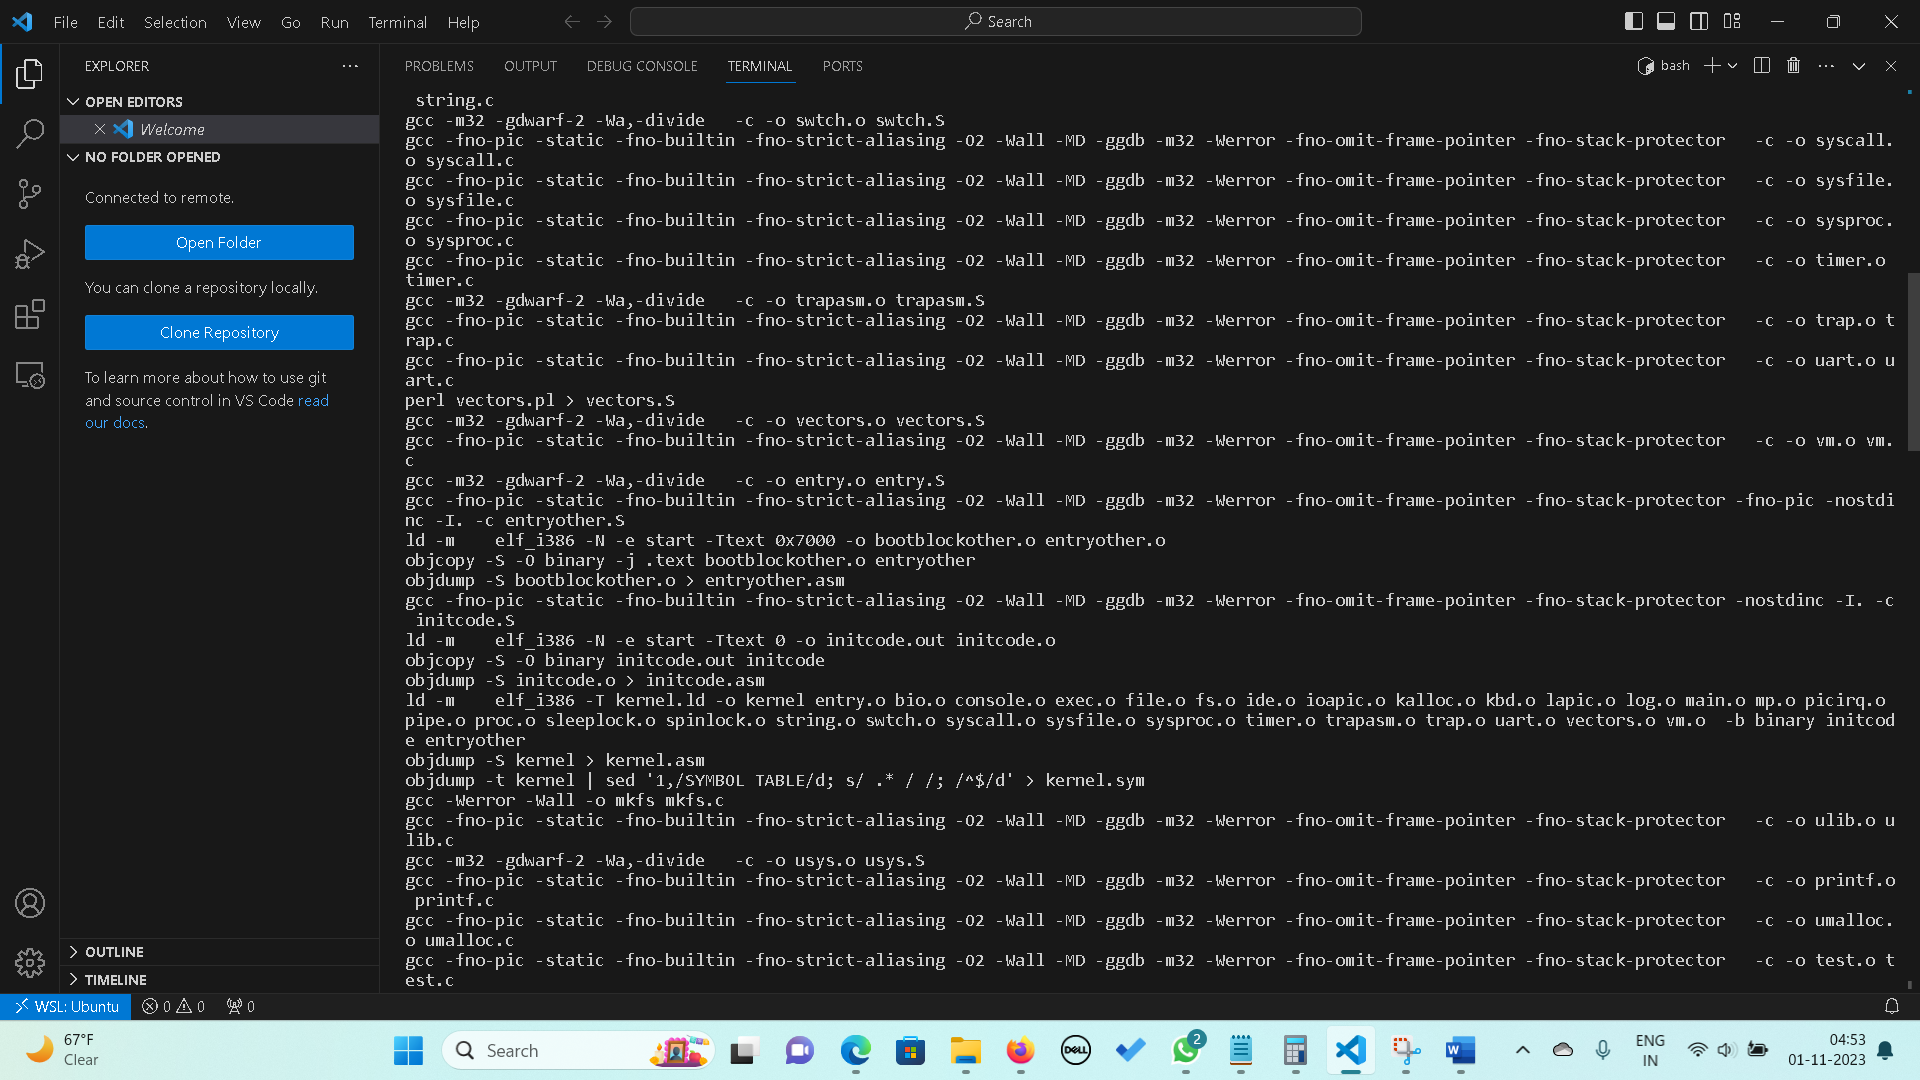 File Edit Selection View Go Run Terminal Help
Search
EXPLORER
OPEN EDITORS
Welcome
NO FOLDER OPENED
Connected to remote.
Open Folder
You can clone a repository locally.
Clone Repository
To learn more about how to use git
and source control in VS Code read
our docs.
OUTLINE
TIMELINE
PROBLEMS OUTPUT DEBUG CONSOLE TERMINAL PORTS
bash
string.c
gcc -m32 -gdwarf-2 -Wa,-divide   -c -o swtch.o swtch.S
gcc -fno-pic -static -fno-builtin -fno-strict-aliasing -O2 -Wall -MD -ggdb -m32 -Werror -fno-omit-frame-pointer -fno-stack-protector   -c -o syscall.
o syscall.c
gcc -fno-pic -static -fno-builtin -fno-strict-aliasing -O2 -Wall -MD -ggdb -m32 -Werror -fno-omit-frame-pointer -fno-stack-protector   -c -o sysfile.
o sysfile.c
gcc -fno-pic -static -fno-builtin -fno-strict-aliasing -O2 -Wall -MD -ggdb -m32 -Werror -fno-omit-frame-pointer -fno-stack-protector   -c -o sysproc.
o sysproc.c
gcc -fno-pic -static -fno-builtin -fno-strict-aliasing -O2 -Wall -MD -ggdb -m32 -Werror -fno-omit-frame-pointer -fno-stack-protector   -c -o timer.o
timer.c
gcc -m32 -gdwarf-2 -Wa,-divide   -c -o trapasm.o trapasm.S
gcc -fno-pic -static -fno-builtin -fno-strict-aliasing -O2 -Wall -MD -ggdb -m32 -Werror -fno-omit-frame-pointer -fno-stack-protector   -c -o trap.o t
rap.c
gcc -fno-pic -static -fno-builtin -fno-strict-aliasing -O2 -Wall -MD -ggdb -m32 -Werror -fno-omit-frame-pointer -fno-stack-protector   -c -o uart.o u
art.c
perl vectors.pl > vectors.S
gcc -m32 -gdwarf-2 -Wa,-divide   -c -o vectors.o vectors.S
gcc -fno-pic -static -fno-builtin -fno-strict-aliasing -O2 -Wall -MD -ggdb -m32 -Werror -fno-omit-frame-pointer -fno-stack-protector   -c -o vm.o vm.
c
gcc -m32 -gdwarf-2 -Wa,-divide   -c -o entry.o entry.S
gcc -fno-pic -static -fno-builtin -fno-strict-aliasing -O2 -Wall -MD -ggdb -m32 -Werror -fno-omit-frame-pointer -fno-stack-protector -fno-pic -nostdi
nc -I. -c entryother.S
ld -m    elf_i386 -N -e start -Ttext 0x7000 -o bootblockother.o entryother.o
objcopy -S -O binary -j .text bootblockother.o entryother
objdump -S bootblockother.o > entryother.asm
gcc -fno-pic -static -fno-builtin -fno-strict-aliasing -O2 -Wall -MD -ggdb -m32 -Werror -fno-omit-frame-pointer -fno-stack-protector -nostdinc -I. -c
initcode.S
ld -m    elf_i386 -N -e start -Ttext 0 -o initcode.out initcode.o
objcopy -S -O binary initcode.out initcode
objdump -S initcode.o > initcode.asm
ld -m    elf_i386 -T kernel.ld -o kernel entry.o bio.o console.o exec.o file.o fs.o ide.o ioapic.o kalloc.o kbd.o lapic.o log.o main.o mp.o picirq.o
pipe.o proc.o sleeplock.o spinlock.o string.o swtch.o syscall.o sysfile.o sysproc.o timer.o trapasm.o trap.o uart.o vectors.o vm.o  -b binary initcod
e entryother
objdump -S kernel > kernel.asm
objdump -t kernel | sed '1,/SYMBOL TABLE/d; s/ .* / /; /^$/d' > kernel.sym
gcc -Werror -Wall -o mkfs mkfs.c
gcc -fno-pic -static -fno-builtin -fno-strict-aliasing -O2 -Wall -MD -ggdb -m32 -Werror -fno-omit-frame-pointer -fno-stack-protector   -c -o ulib.o u
lib.c
gcc -m32 -gdwarf-2 -Wa,-divide   -c -o usys.o usys.S
gcc -fno-pic -static -fno-builtin -fno-strict-aliasing -O2 -Wall -MD -ggdb -m32 -Werror -fno-omit-frame-pointer -fno-stack-protector   -c -o printf.o
printf.c
gcc -fno-pic -static -fno-builtin -fno-strict-aliasing -O2 -Wall -MD -ggdb -m32 -Werror -fno-omit-frame-pointer -fno-stack-protector   -c -o umalloc.
o umalloc.c
gcc -fno-pic -static -fno-builtin -fno-strict-aliasing -O2 -Wall -MD -ggdb -m32 -Werror -fno-omit-frame-pointer -fno-stack-protector   -c -o test.o t
est.c
WSL: Ubuntu 0 0 0
67°F
Clear
Search
DELL
2
W
ENG
IN
04:53
01-11-2023